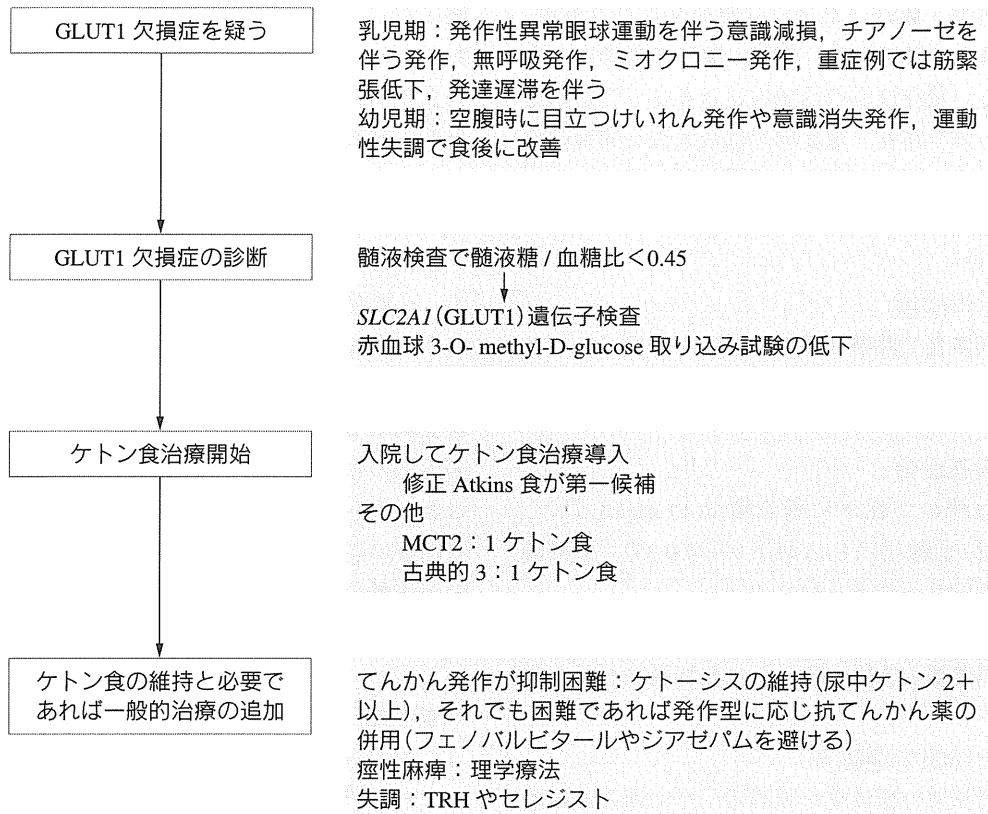 GLUT1 欠損症を疑う
乳児期：発作性異常眼球運動を伴う意識減損，チアノーゼを
伴う発作，無呼吸発作，ミオクロニー発作，重症例では筋緊
張低下，発達遅滞を伴う
幼児期：空腹時に目立つけいれん発作や意識消失発作，運動
性失調で食後に改善
GLUT1 欠損症の診断
髄液検査で髄液糖 / 血糖比＜0.45
SLC2A1（GLUT1）遺伝子検査
赤血球 3-O- methyl-D-glucose 取り込み試験の低下
ケトン食治療開始
入院してケトン食治療導入
修正 Atkins 食が第一候補
その他
MCT2：1 ケトン食
古典的 3：1 ケトン食
ケトン食の維持と必要で
あれば一般的治療の追加
てんかん発作が抑制困難：ケトーシスの維持（尿中ケトン 2＋
以上），それでも困難であれば発作型に応じ抗てんかん薬の
併用（フェノバルビタールやジアゼパムを避ける）
痙性麻痺：理学療法
失調：TRH やセレジスト